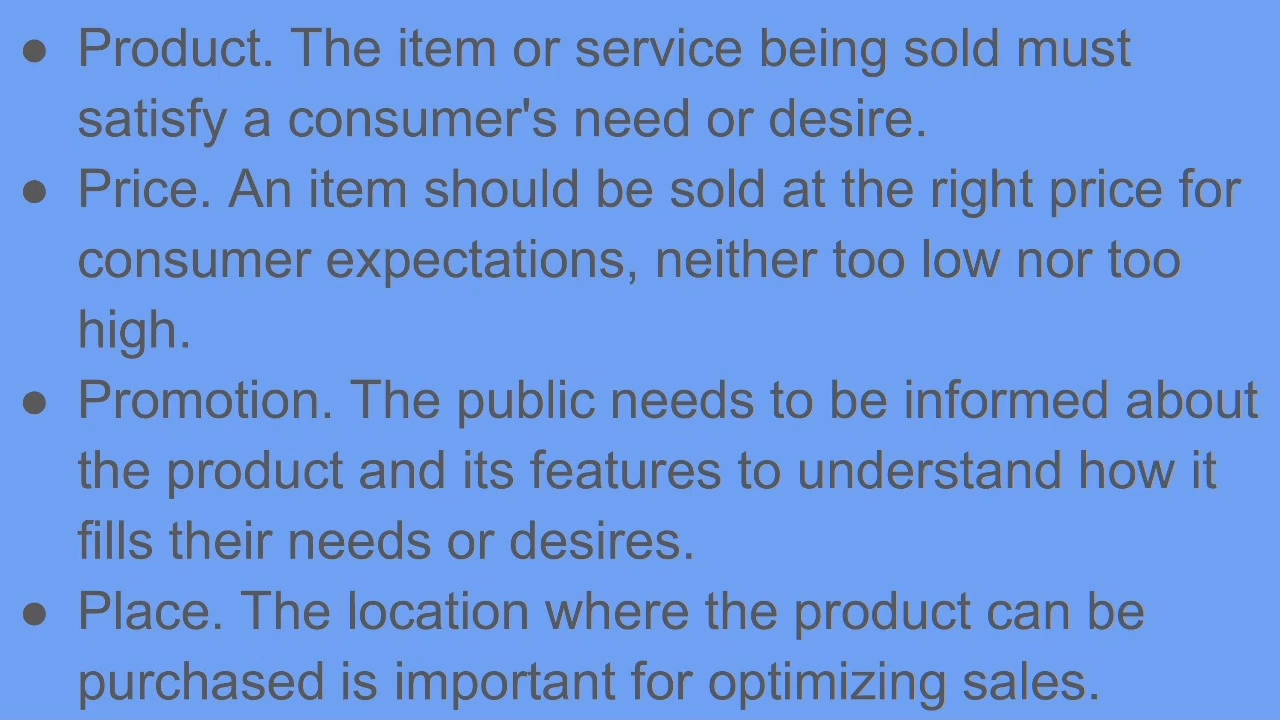 ● Product. The item or service being sold must
satisfy a consumer's need or desire.
● Price. An item should be sold at the right price for
consumer expectations, neither too low nor too
high.
● Promotion. The public needs to be informed about
the product and its features to understand how it
fills their needs or desires.
● Place. The location where the product can be
purchased is important for optimizing sales.